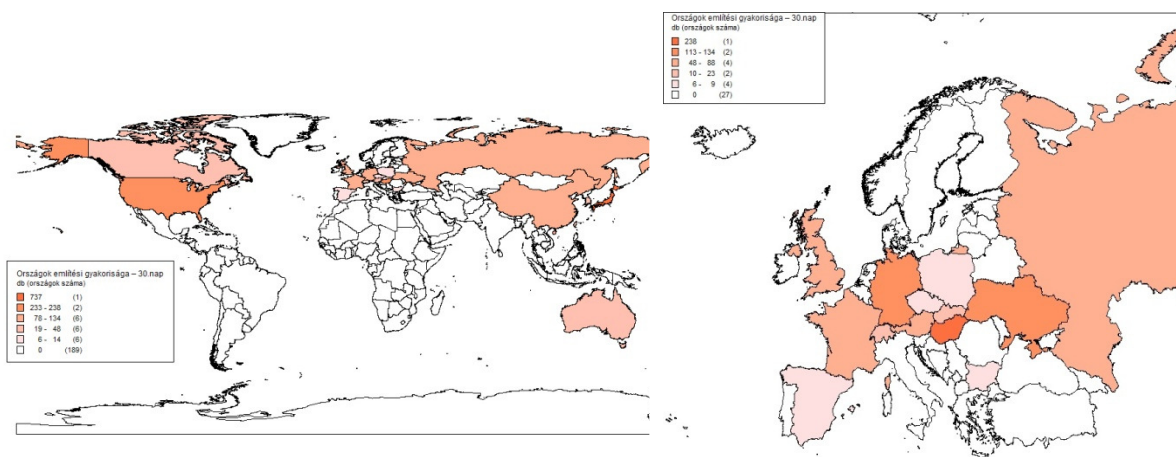 Országok említési gyakorisága – 30.nap
db (országok száma)
737 (1)
233 - 238 (2)
78 - 134 (6)
19 - 48 (6)
6 - 14 (6)
0 (189)
Országok említési gyakorisága – 30.nap
db (országok száma)
238 (1)
113 - 134 (2)
48 - 88 (4)
10 - 23 (2)
6 - 9 (4)
0 (27)